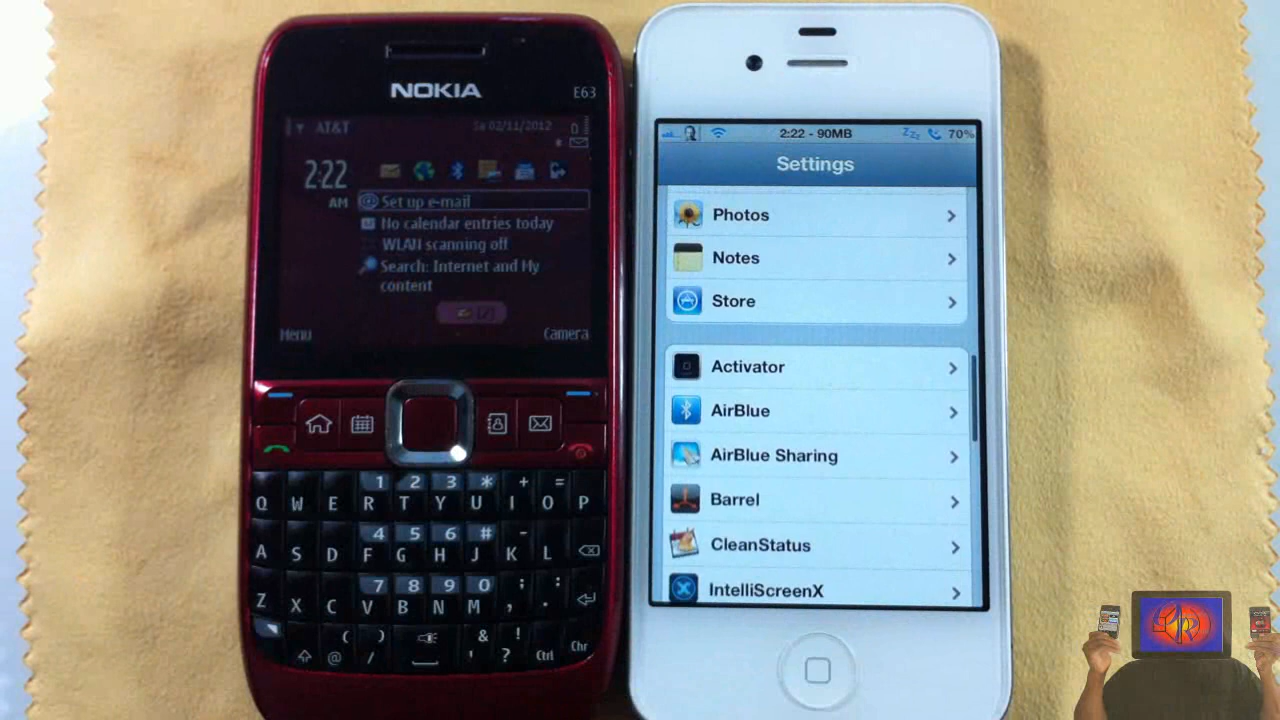 NOKIA
E63
AT&T
Sa 02/11/2012
2:22
AM
Set up e-mail
No calendar entries today
WLAN scanning off
Search: Internet and My
content
Menu
Camera
1 2 3 * + =
Q W E R T Y U I O P
4 5 6 # -
A S D F G H J K L
7 8 9 0 ; :
Z X C V B N M , .
( ) & !
@ / ' ? Ctrl Chr
2:22 - 90MB
70%
Settings
Photos
Notes
Store
Activator
AirBlue
AirBlue Sharing
Barrel
CleanStatus
IntelliScreenX